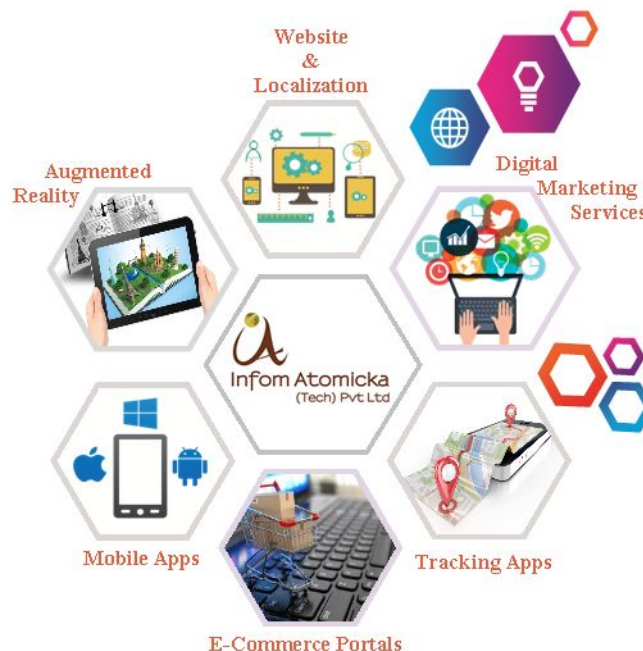 Website
&
Localization
Augmented
Reality
Digital
Marketing
Services
Infom Atomicka
(Tech) Pvt Ltd
Mobile Apps
Tracking Apps
E-Commerce Portals